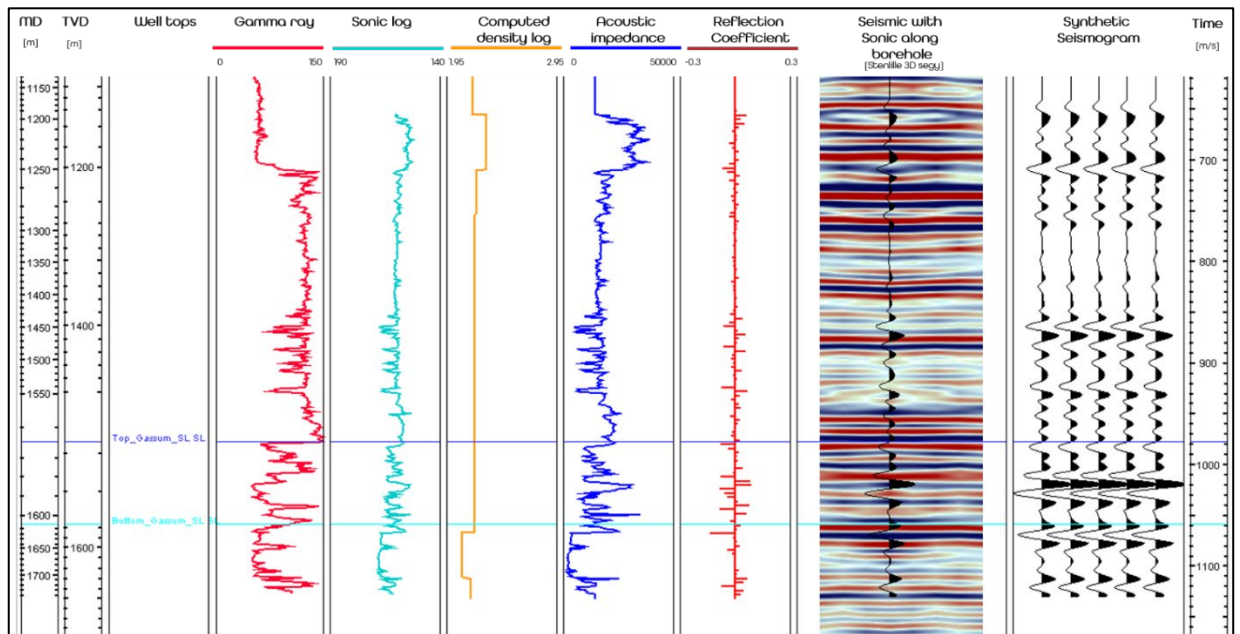 MD
[m]
TVD
[m]
Well tops
Gamma ray
0 150
Sonic log
190 140
Computed
density log
1.95 2.95
Acoustic
impedance
0 50000
Reflection
Coefficient
-0.3 0.3
Seismic with
Sonic along
borehole
[Stenlille 3D segy]
Synthetic
Seismogram
Time
[m/s]
1150
1200
1250
1300
1350
1400
1450
1500
1550
1600
1650
1700
1200
1400
1600
Top_Gassum_SL SL
Bottom_Gassum_SL SL
700
800
900
1000
1100